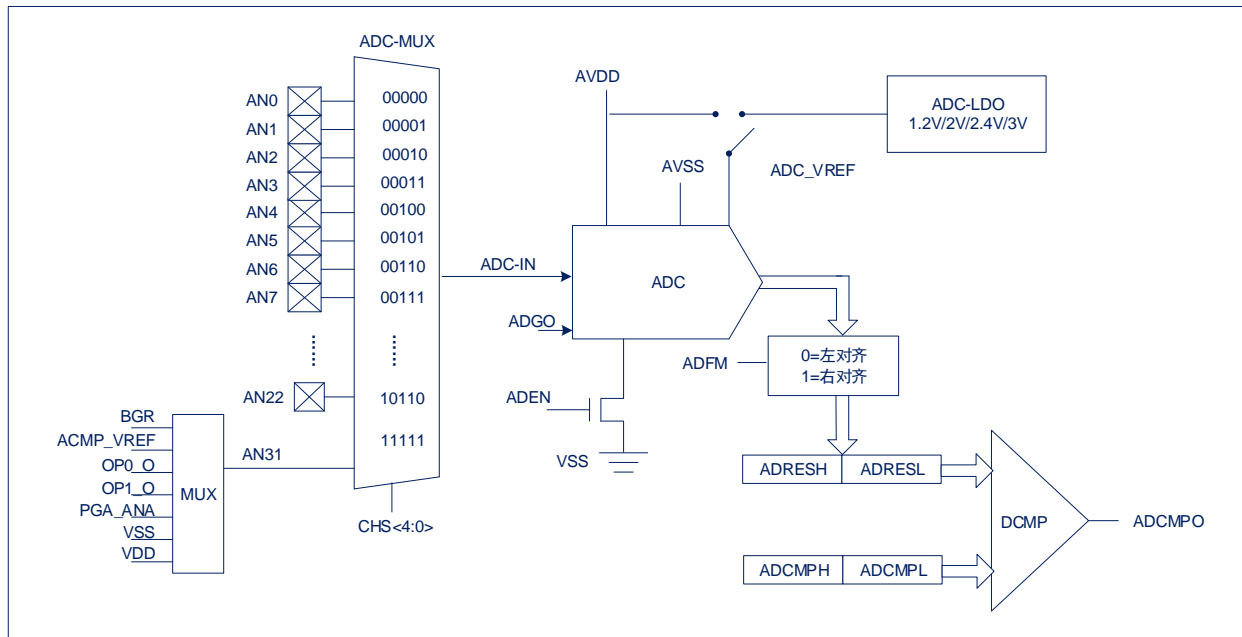 ADC-MUX
AVDD
ADC-LDO
1.2V/2V/2.4V/3V
AN0
00000
AN1
00001
AN2
00010
AN3
00011
AN4
00100
AN5
00101
AN6
00110
AN7
00111
AVSS
ADC_VREF
ADC-IN
ADC
ADGO
ADFM
0=左对齐
1=右对齐
AN22
10110
ADEN
VSS
11111
AN31
BGR
ACMP_VREF
OP0_O
OP1_O
PGA_ANA
VSS
VDD
MUX
CHS<4:0>
ADRESH
ADRESL
DCMP
ADCMPO
ADCMPH
ADCMPL